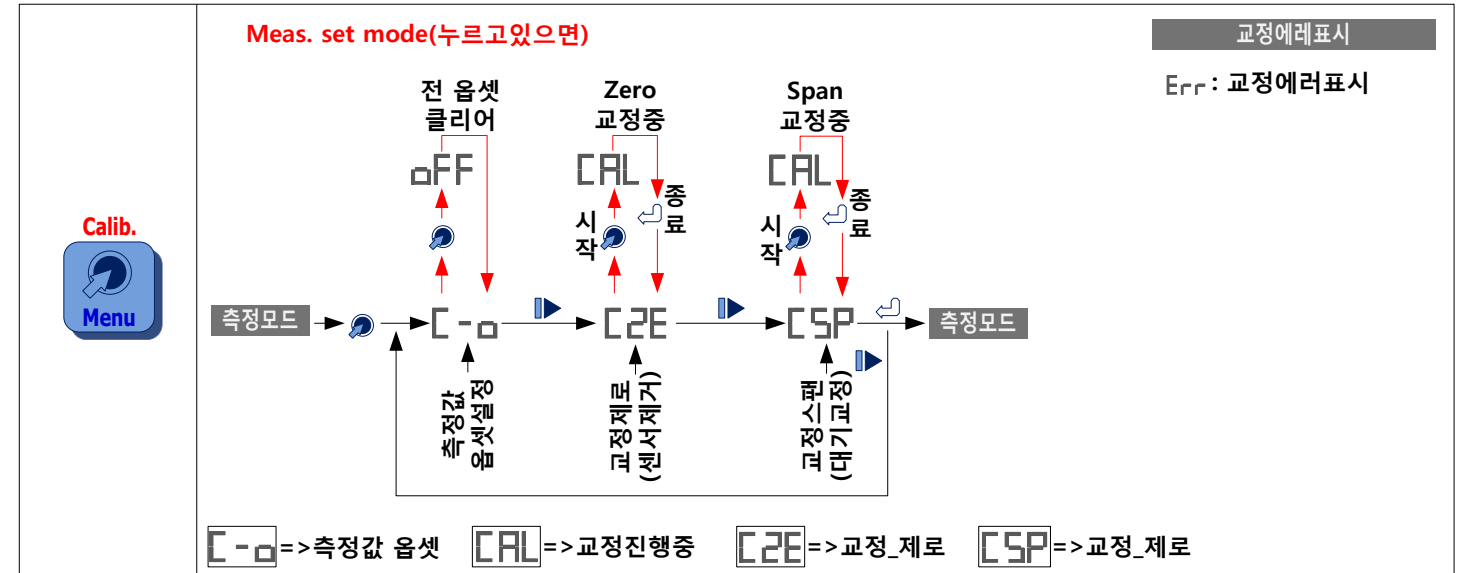 Meas. set mode(누르고있으면)
교정에레표시
Err: 교정에러표시
전 옵셋
클리어
Zero
교정중
Span
교정중
oFF
CAL
CAL
시작
종료
시작
종료
Calib.
Menu
측정모드
C-o
C2E
CSP
측정모드
측정값
옵셋설정
교정제로
(센서제거)
교정스팬
(대기교정)
C-o=>측정값 옵셋
CAL=>교정진행중
C2E=>교정_제로
CSP=>교정_제로